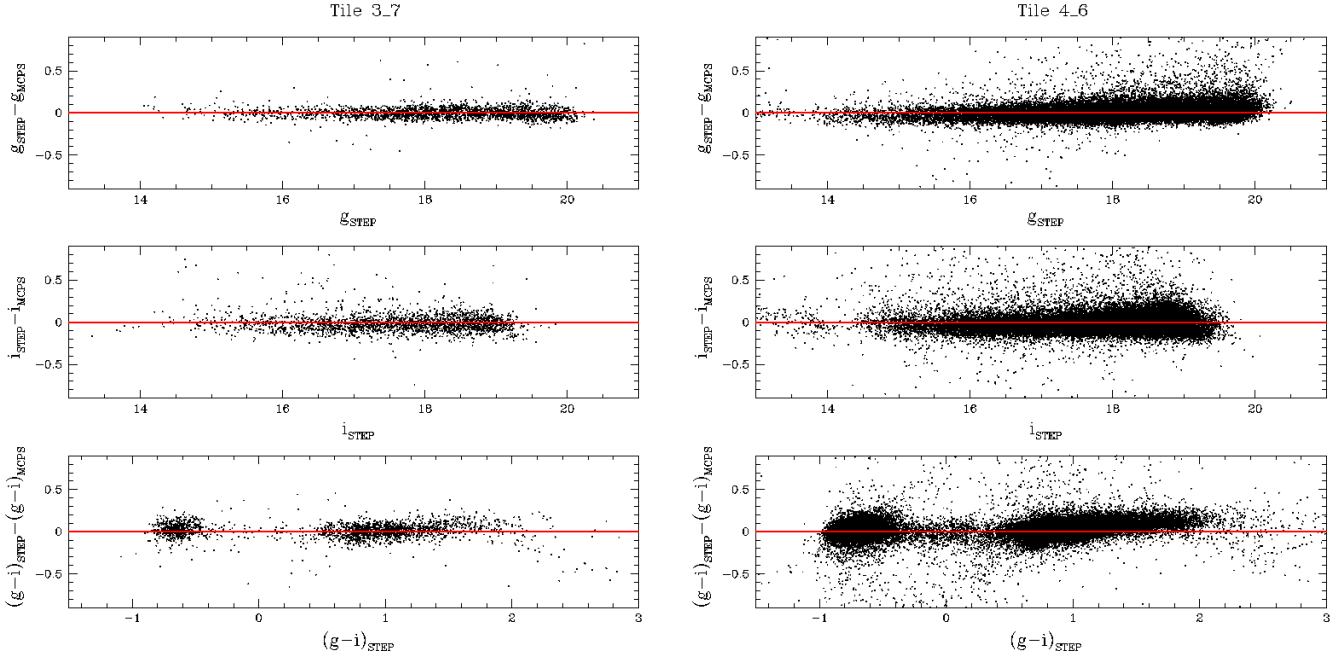 Tile 3_7
Tile 4_6
g_STEP−g_MCPS
0.5
0
−0.5
14 16 18 20
g_STEP
g_STEP−g_MCPS
0.5
0
−0.5
14 16 18 20
g_STEP
i_STEP−i_MCPS
0.5
0
−0.5
14 16 18 20
i_STEP
i_STEP−i_MCPS
0.5
0
−0.5
14 16 18 20
i_STEP
(g−i)_STEP−(g−i)_MCPS
0.5
0
−0.5
−1 0 1 2 3
(g−i)_STEP
(g−i)_STEP−(g−i)_MCPS
0.5
0
−0.5
−1 0 1 2 3
(g−i)_STEP